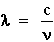 λ = c/ν